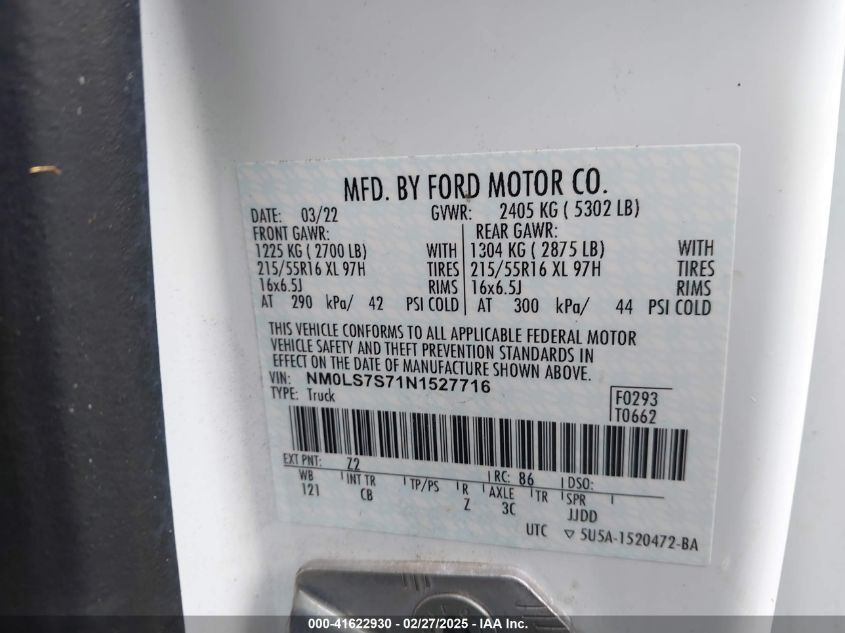 MFD. BY FORD MOTOR CO.
DATE: 03/22 GVWR: 2405 KG ( 5302 LB)
FRONT GAWR: REAR GAWR:
1225 KG ( 2700 LB) WITH 1304 KG ( 2875 LB) WITH
215/55R16 XL 97H TIRES 215/55R16 XL 97H TIRES
16x6.5J RIMS 16x6.5J RIMS
AT 290 kPa/ 42 PSI COLD AT 300 kPa/ 44 PSI COLD
THIS VEHICLE CONFORMS TO ALL APPLICABLE FEDERAL MOTOR
VEHICLE SAFETY AND THEFT PREVENTION STANDARDS IN
EFFECT ON THE DATE OF MANUFACTURE SHOWN ABOVE.
VIN: NM0LS7S71N1527716
TYPE: Truck
F0293
T0662
EXT PNT: Z2 RC: 86 DSO:
WB INT TR TP/PS R AXLE TR SPR
121 CB Z 3C JJDD
UTC ▽ 5U5A-1520472-BA
000-41622930 - 02/27/2025 - IAA Inc.